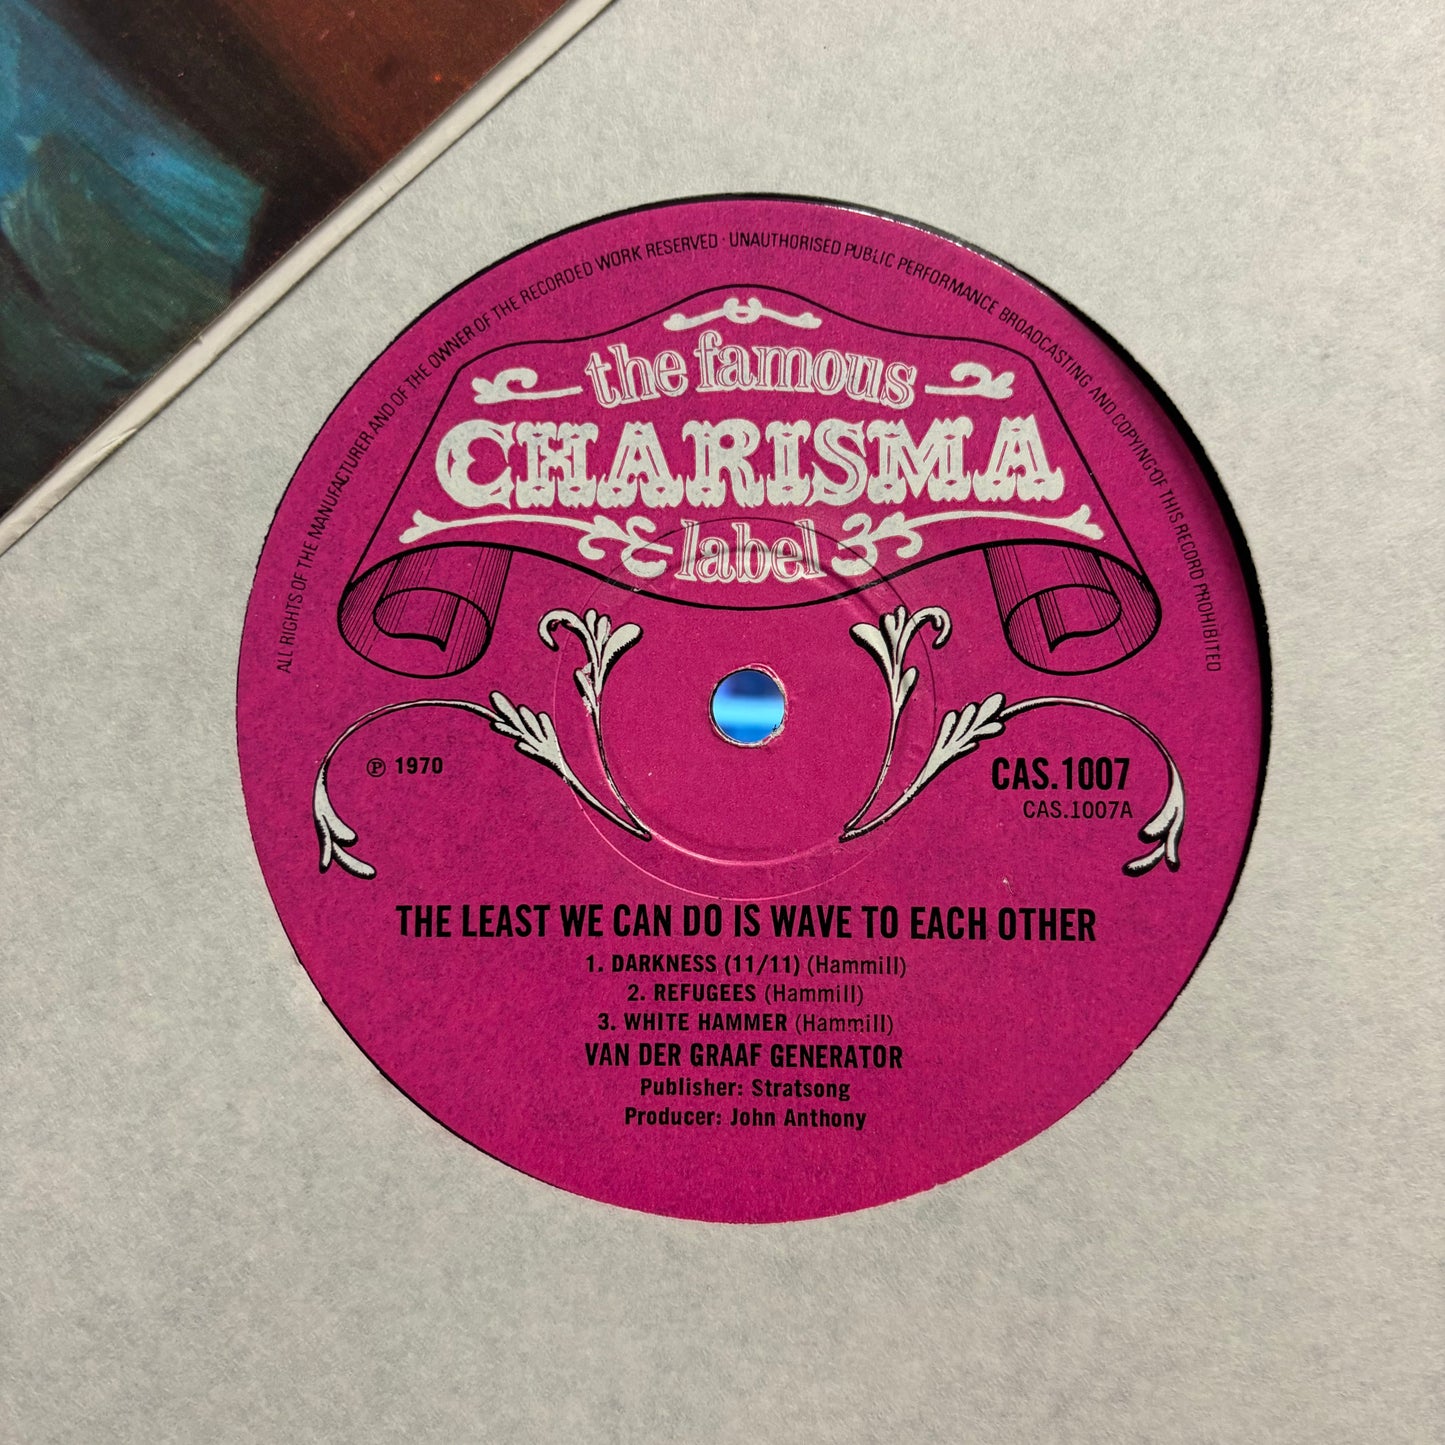 ALL RIGHTS OF THE MANUFACTURER AND OF THE OWNER OF THE RECORDED WORK RESERVED · UNAUTHORISED PUBLIC PERFORMANCE BROADCASTING AND COPYING OF THIS RECORD PROHIBITED
the famous
CHARISMA
label
℗ 1970
CAS.1007
CAS.1007A
THE LEAST WE CAN DO IS WAVE TO EACH OTHER
1. DARKNESS (11/11) (Hammill)
2. REFUGEES (Hammill)
3. WHITE HAMMER (Hammill)
VAN DER GRAAF GENERATOR
Publisher: Stratsong
Producer: John Anthony